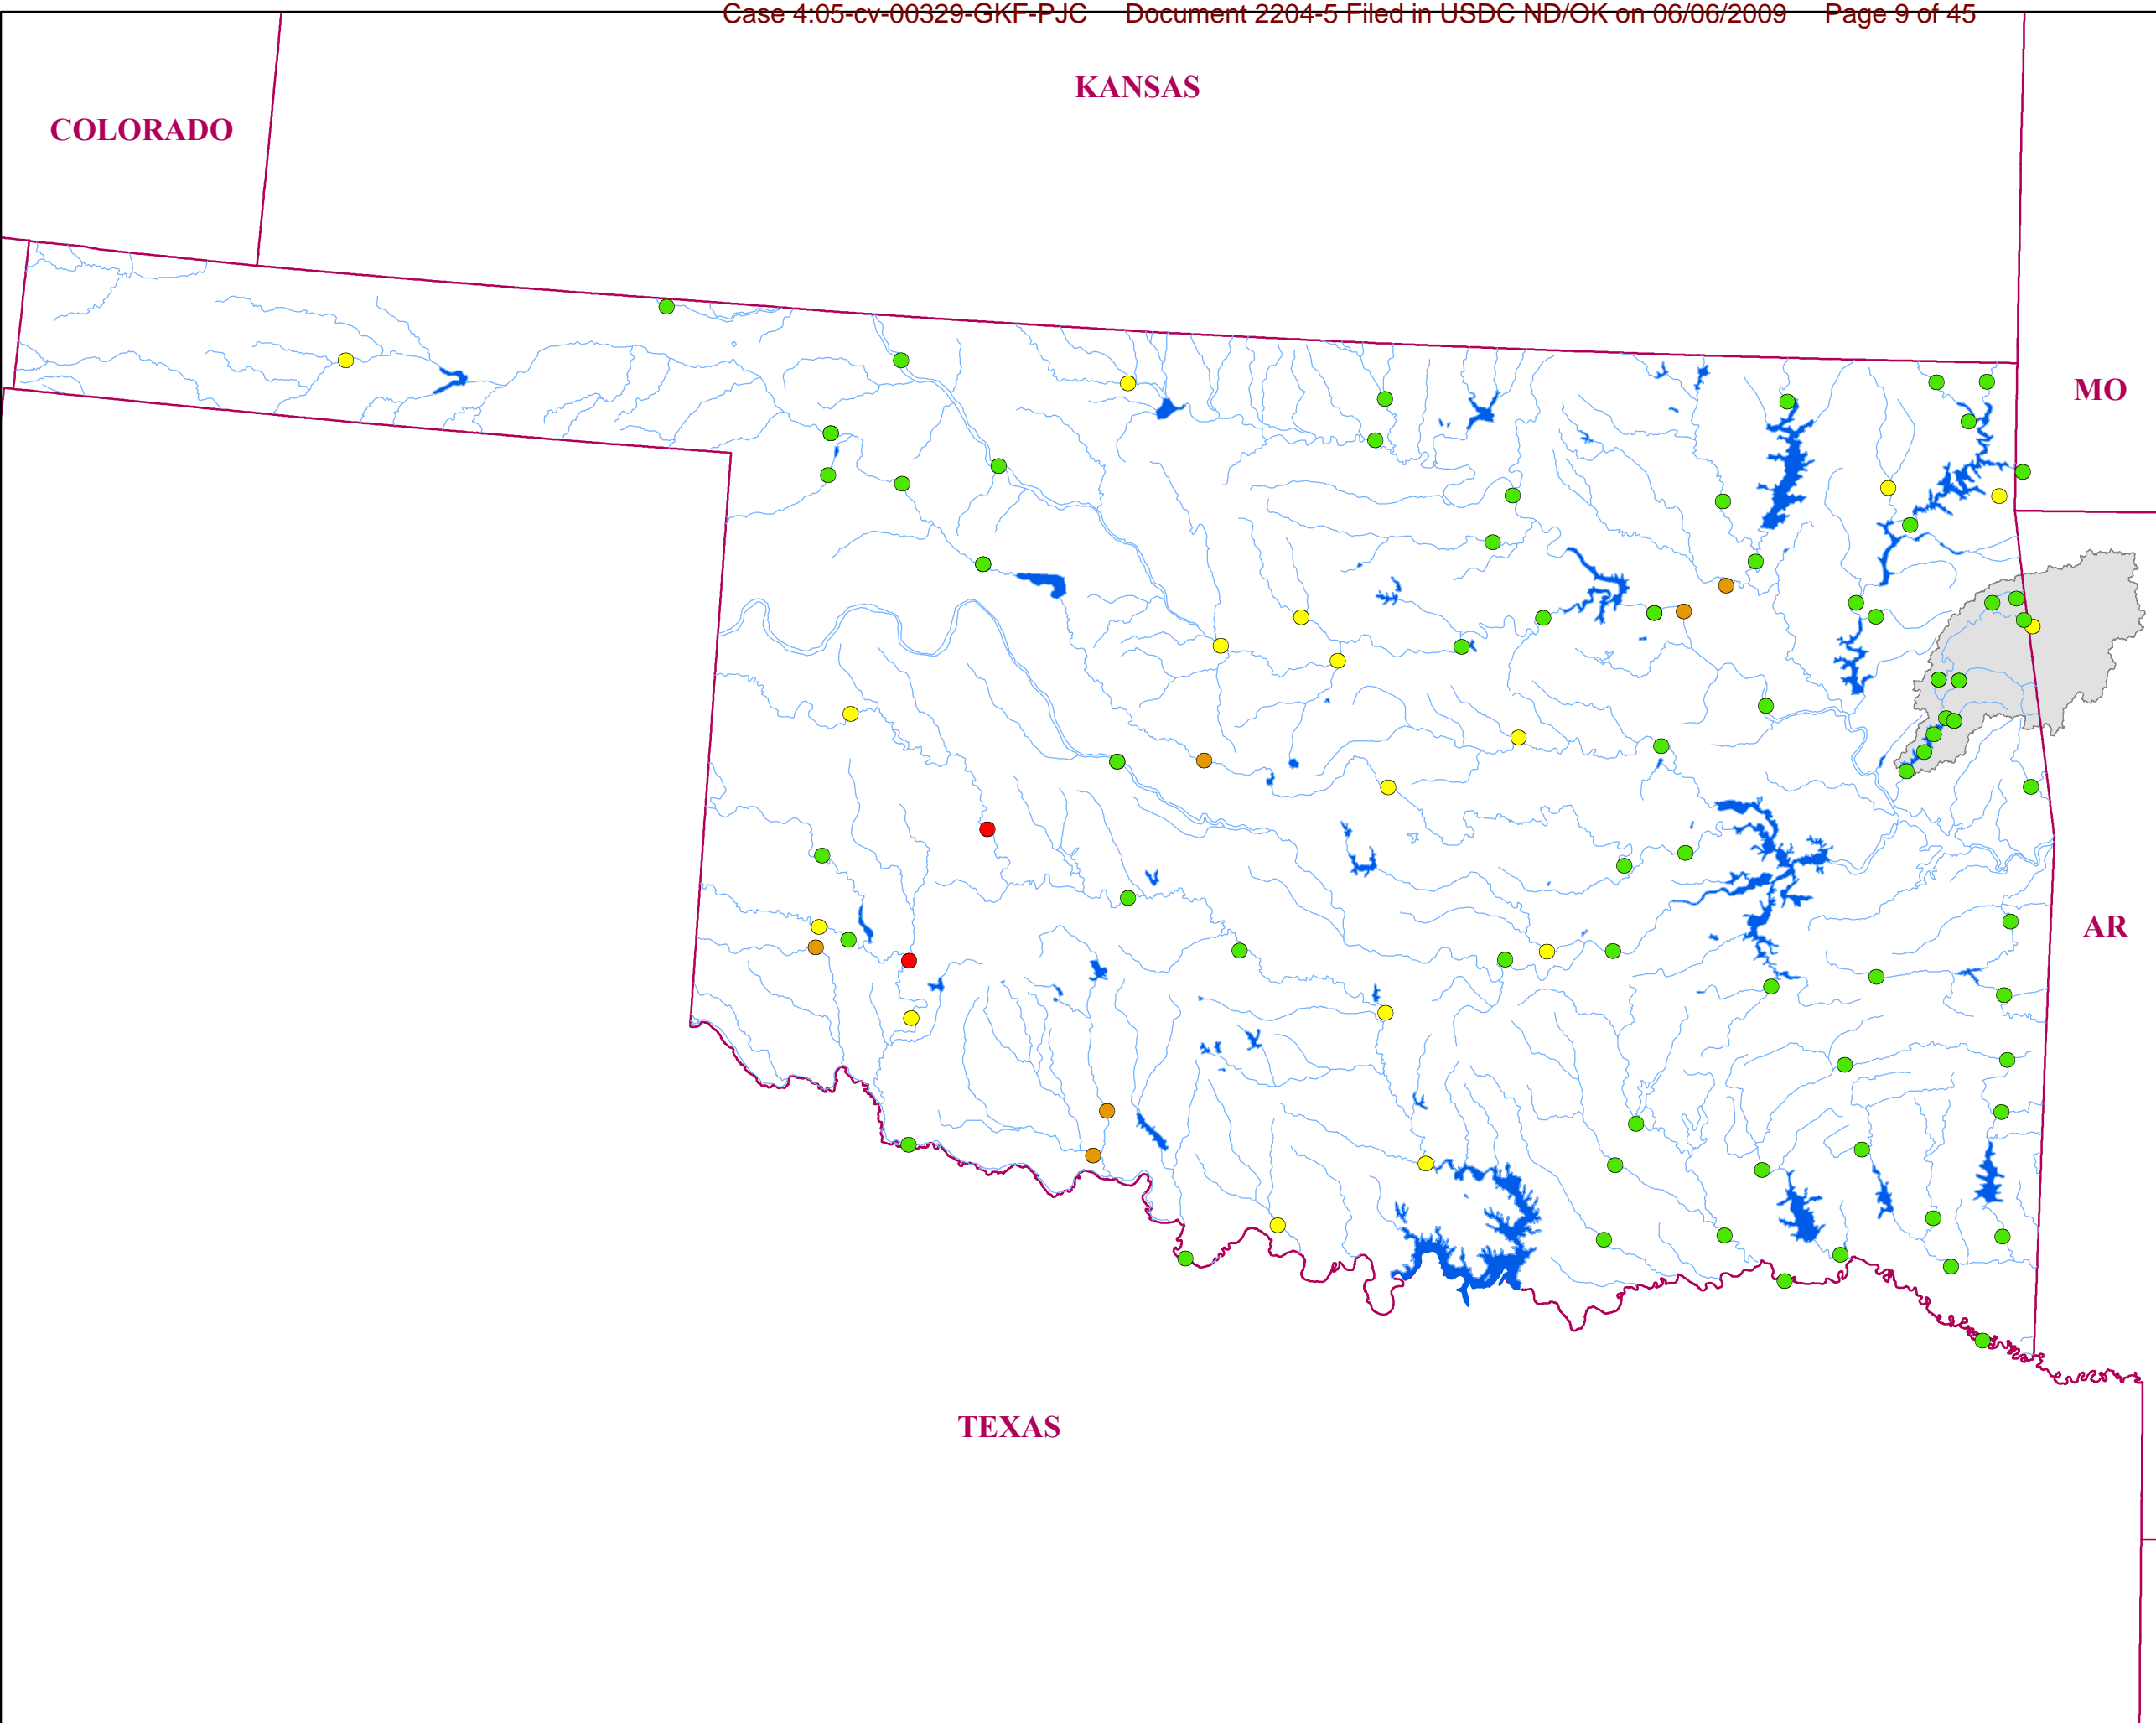 Case 4:05-cv-00329-GKF-PJC Document 2204-5 Filed in USDC ND/OK on 06/06/2009 Page 9 of 45
KANSAS
COLORADO
MO
AR
TEXAS